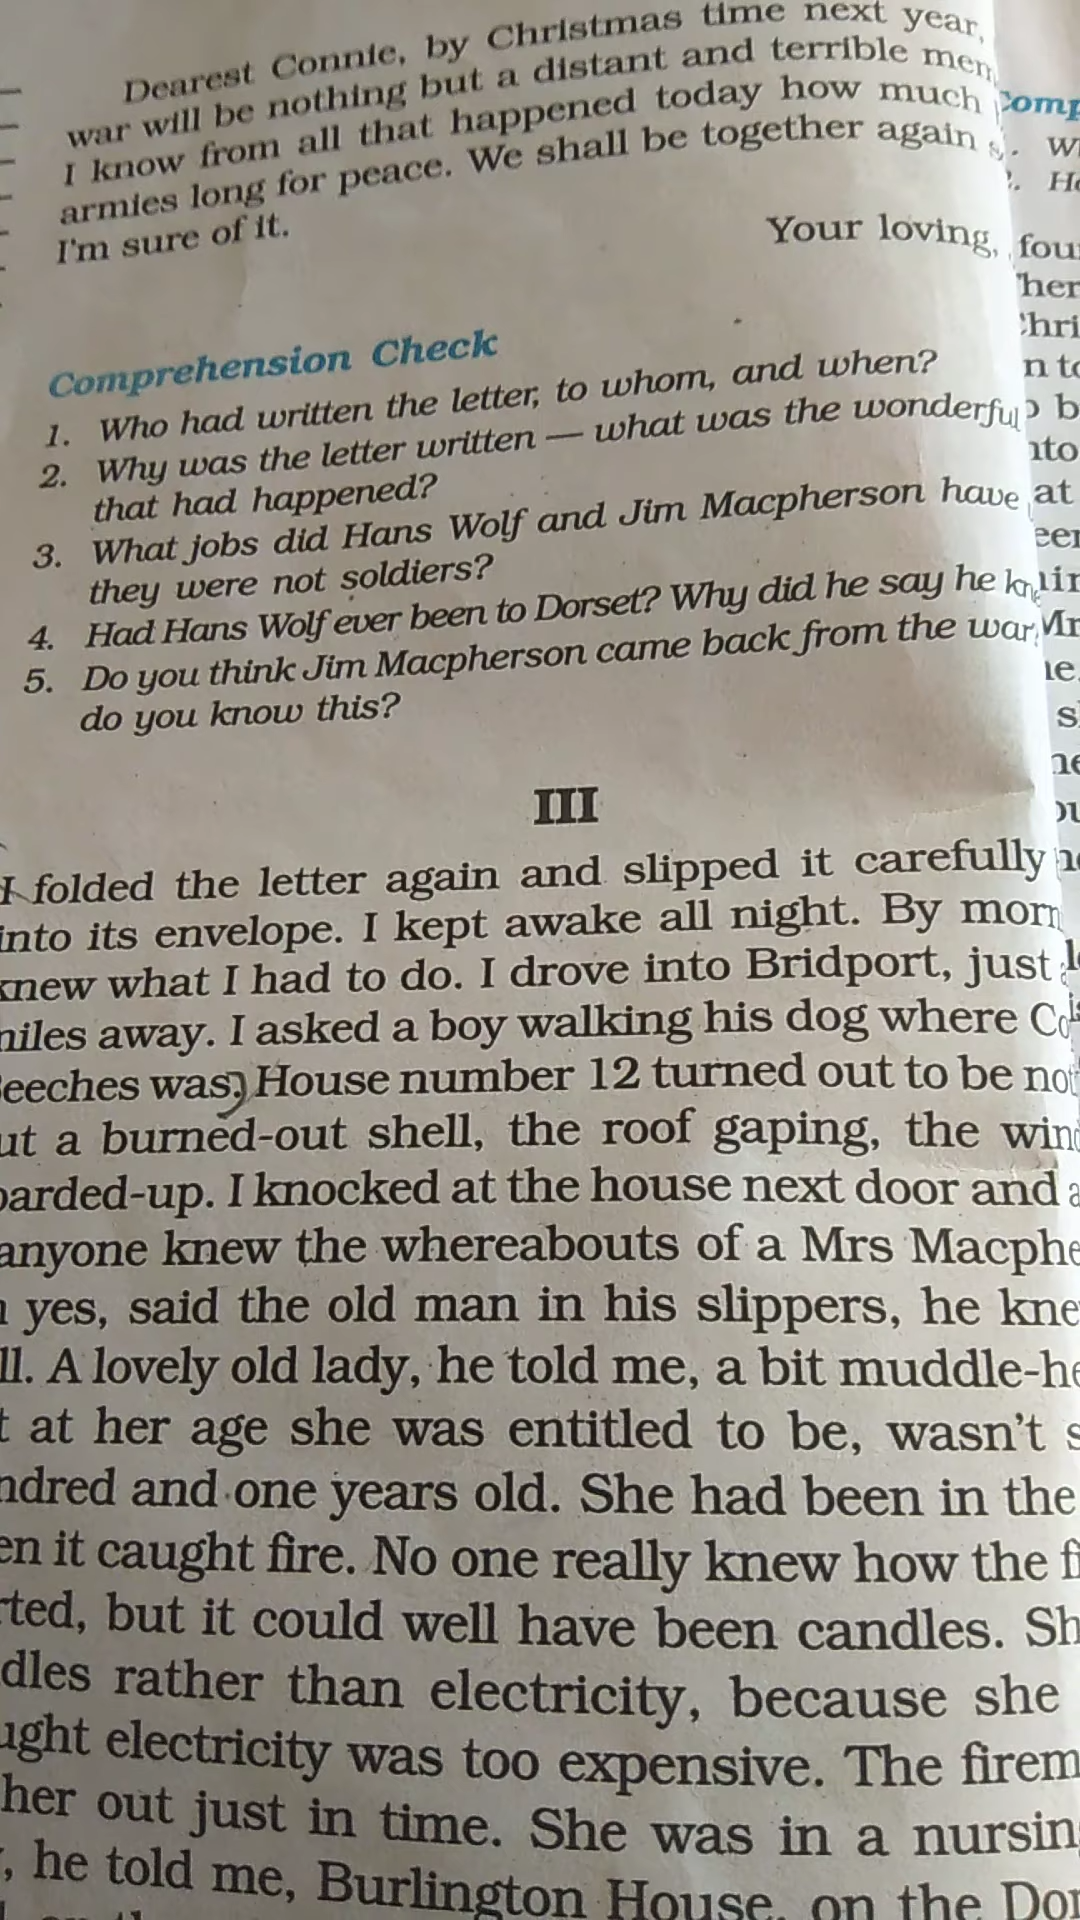 Dearest Connie, by Christmas time next year,
war will be nothing but a distant and terrible mem
I know from all that happened today how much
armies long for peace. We shall be together again s
I'm sure of it.
Your loving,
Comprehension Check
1. Who had written the letter, to whom, and when?
2. Why was the letter written — what was the wonderful
that had happened?
3. What jobs did Hans Wolf and Jim Macpherson have
they were not soldiers?
4. Had Hans Wolf ever been to Dorset? Why did he say he kne
5. Do you think Jim Macpherson came back from the war
do you know this?
III
I folded the letter again and slipped it carefully
into its envelope. I kept awake all night. By morn
knew what I had to do. I drove into Bridport, just
miles away. I asked a boy walking his dog where Co
eeches was. House number 12 turned out to be not
ut a burned-out shell, the roof gaping, the wind
oarded-up. I knocked at the house next door and a
anyone knew the whereabouts of a Mrs Macphe
yes, said the old man in his slippers, he kne
ll. A lovely old lady, he told me, a bit muddle-he
t at her age she was entitled to be, wasn't s
ndred and one years old. She had been in the
en it caught fire. No one really knew how the fi
rted, but it could well have been candles. Sh
dles rather than electricity, because she
ught electricity was too expensive. The firem
her out just in time. She was in a nursing
, he told me, Burlington House, on the Dor